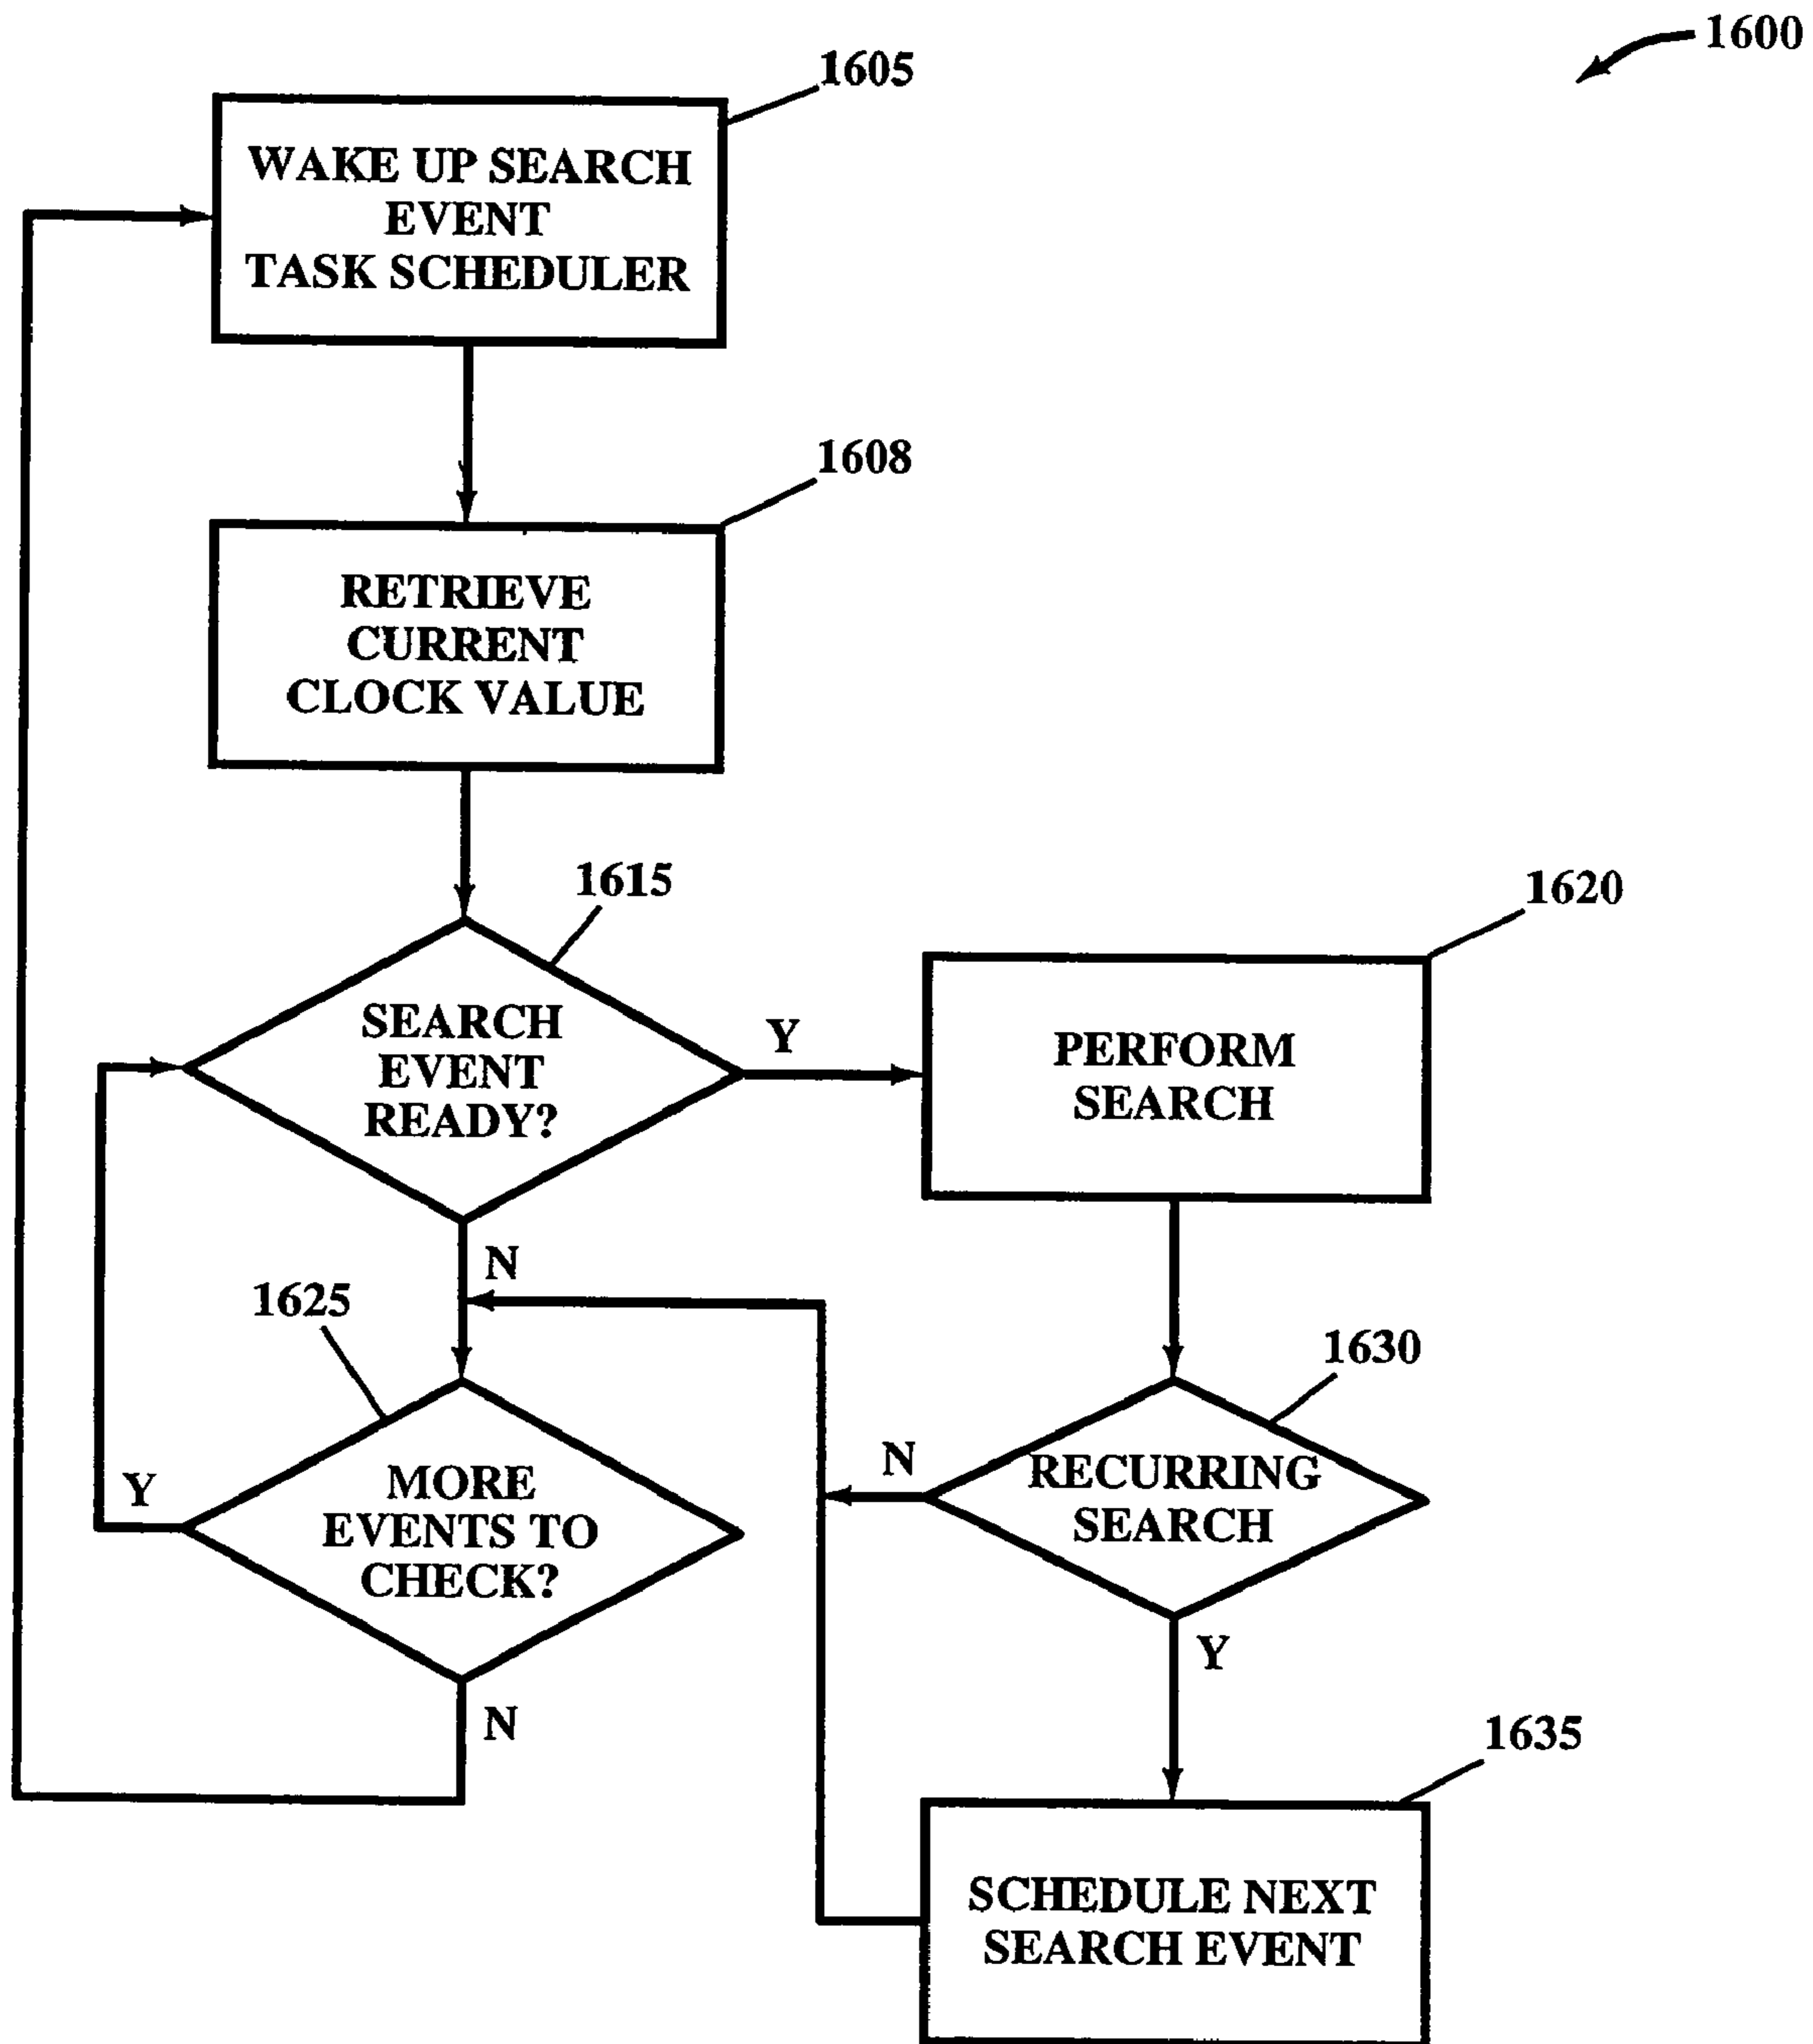 1600
1605
WAKE UP SEARCH
EVENT
TASK SCHEDULER
1608
RETRIEVE
CURRENT
CLOCK VALUE
1615
SEARCH
EVENT
READY?
Y
N
1620
PERFORM
SEARCH
1625
MORE
EVENTS TO
CHECK?
Y
N
1630
RECURRING
SEARCH
N
Y
1635
SCHEDULE NEXT
SEARCH EVENT